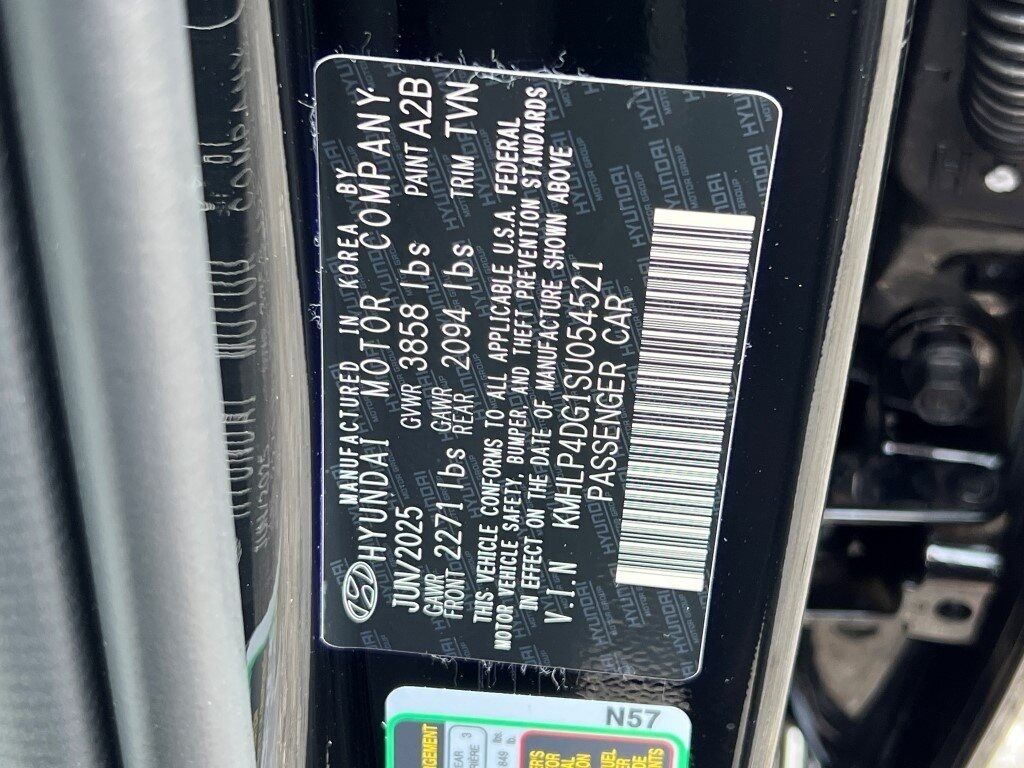 MANUFACTURED IN KOREA BY
HYUNDAI MOTOR COMPANY
JUN/2025 GVWR 3858 lbs PAINT A2B
GAWR FRONT 2271 lbs GAWR REAR 2094 lbs TRIM TVN
THIS VEHICLE CONFORMS TO ALL APPLICABLE U.S.A. FEDERAL
MOTOR VEHICLE SAFETY, BUMPER, AND THEFT PREVENTION STANDARDS
IN EFFECT ON THE DATE OF MANUFACTURE SHOWN ABOVE
V.I.N KMHLP4DG1SU054521
PASSENGER CAR
N57